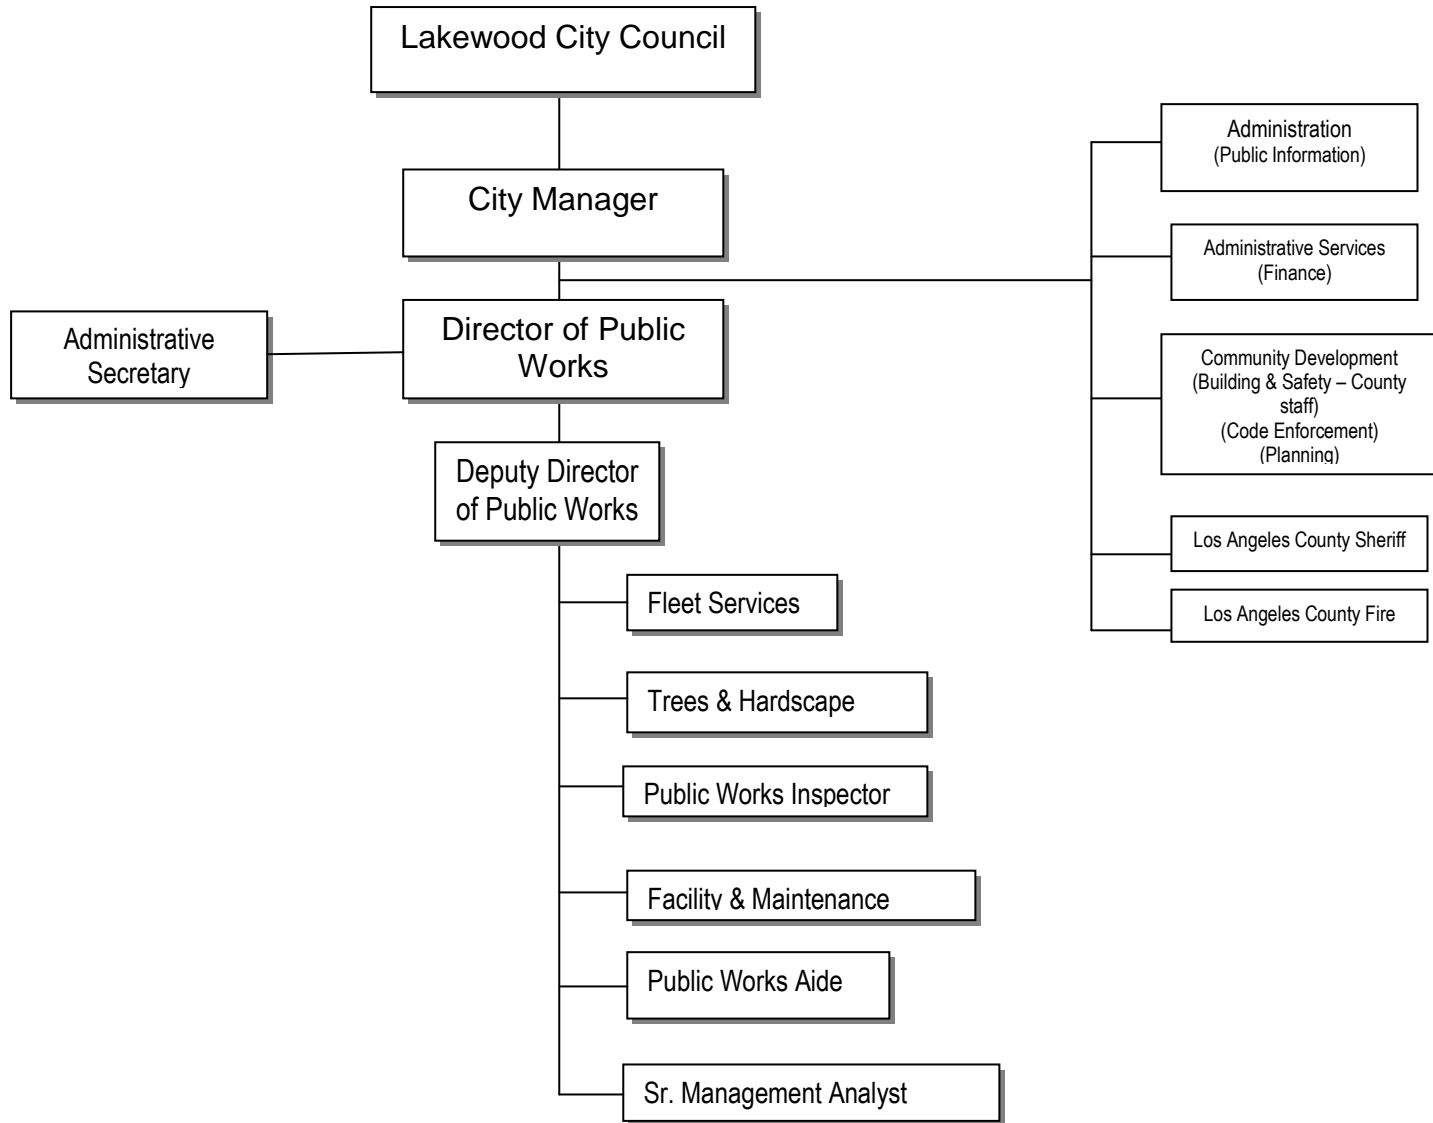 Lakewood City Council
City Manager
Director of Public
Works
Administrative
Secretary
Deputy Director
of Public Works
Fleet Services
Trees & Hardscape
Public Works Inspector
Facility & Maintenance
Public Works Aide
Sr. Management Analyst
Administration
(Public Information)
Administrative Services
(Finance)
Community Development
(Building & Safety – County
staff)
(Code Enforcement)
(Planning)
Los Angeles County Sheriff
Los Angeles County Fire